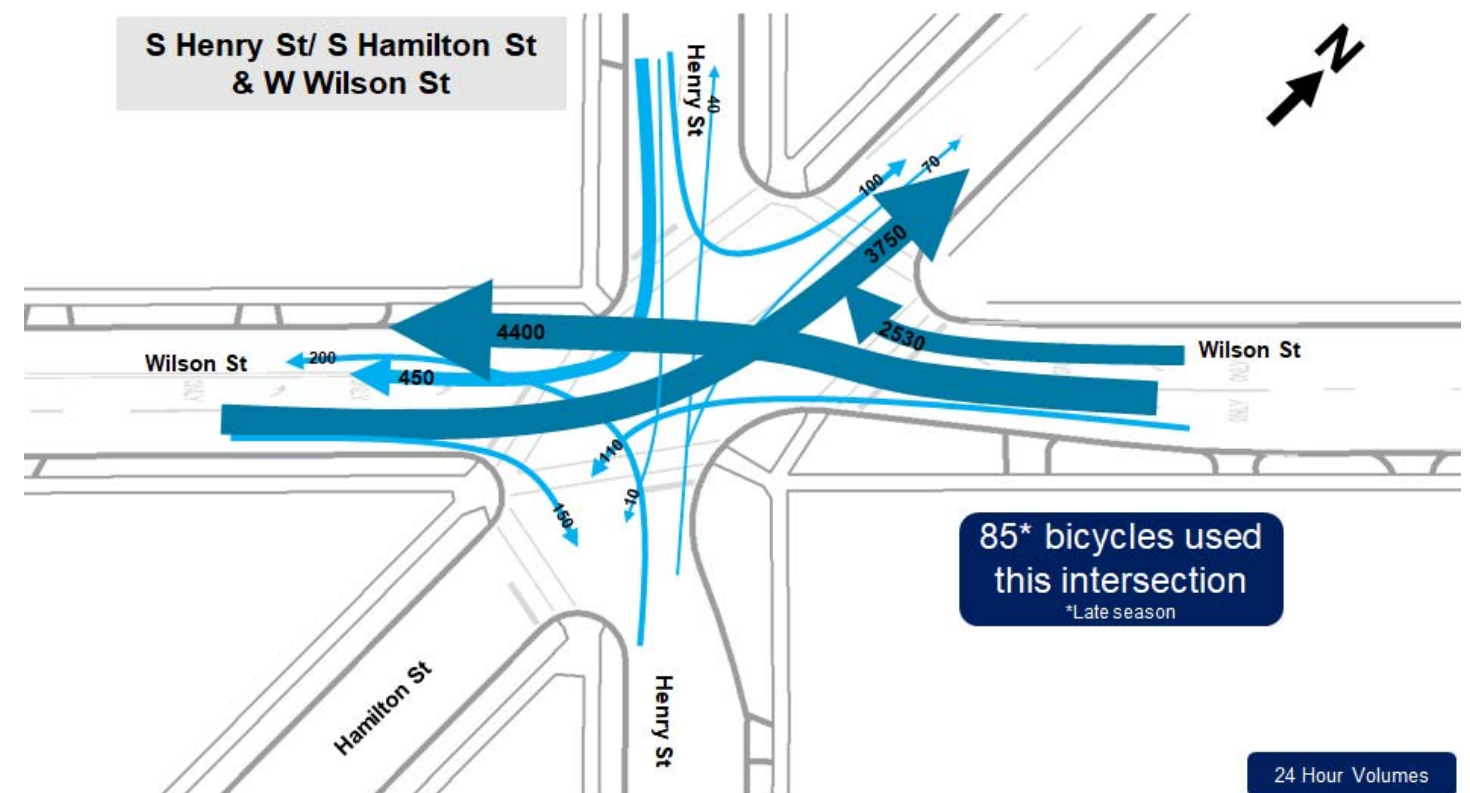 S Henry St/ S Hamilton St
& W Wilson St
N
Henry St
40
100
70
3750
2530
4400
Wilson St
200
450
Wilson St
110
10
150
85* bicycles used
this intersection
*Late season
Hamilton St
Henry St
24 Hour Volumes